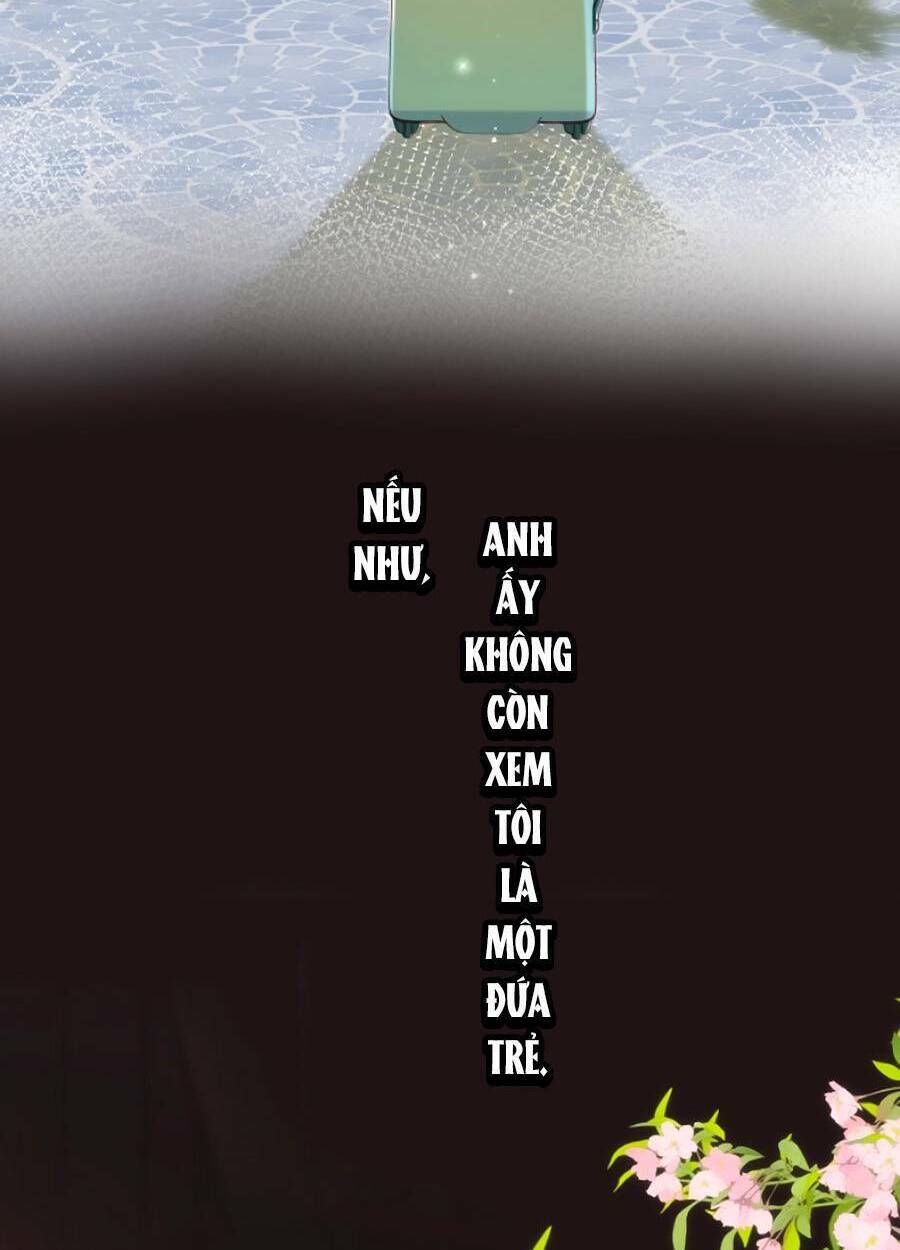 NẾU
NHƯ,
ANH
ẤY
KHÔNG
CÒN
XEM
TÔI
LÀ
MỘT
ĐỨA
TRẺ.